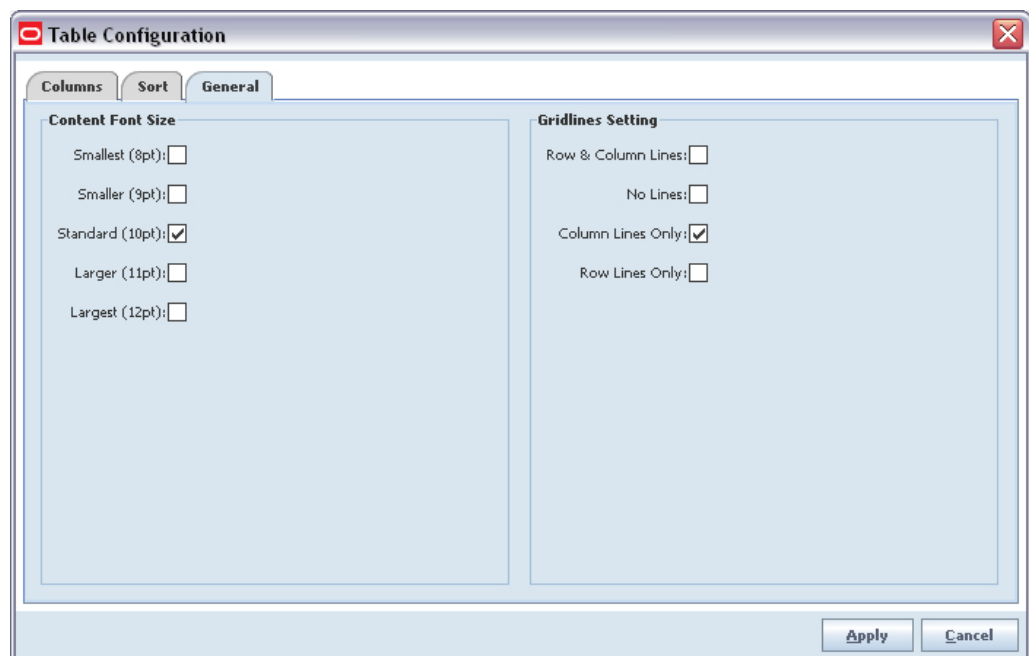 Table Configuration
Columns Sort General
Content Font Size
Smallest (8pt):
Smaller (9pt):
Standard (10pt):
Larger (11pt):
Largest (12pt):
Gridlines Setting
Row & Column Lines:
No Lines:
Column Lines Only:
Row Lines Only:
Apply Cancel